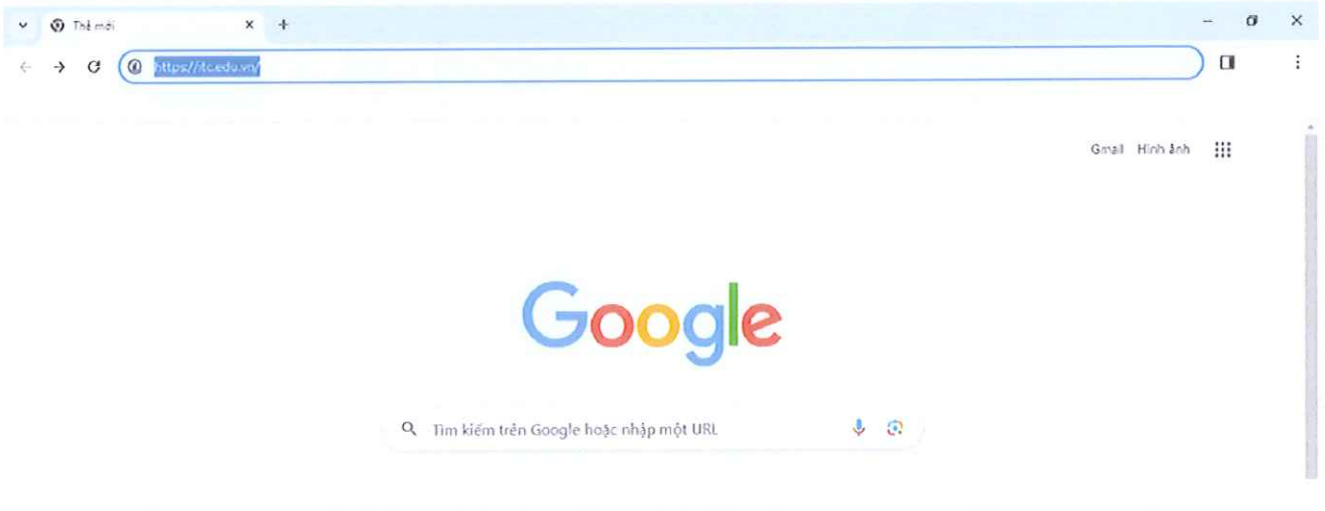 Thẻ mới
https://itc.edu.vn/
Gmail Hình ảnh
Google
Tìm kiếm trên Google hoặc nhập một URL